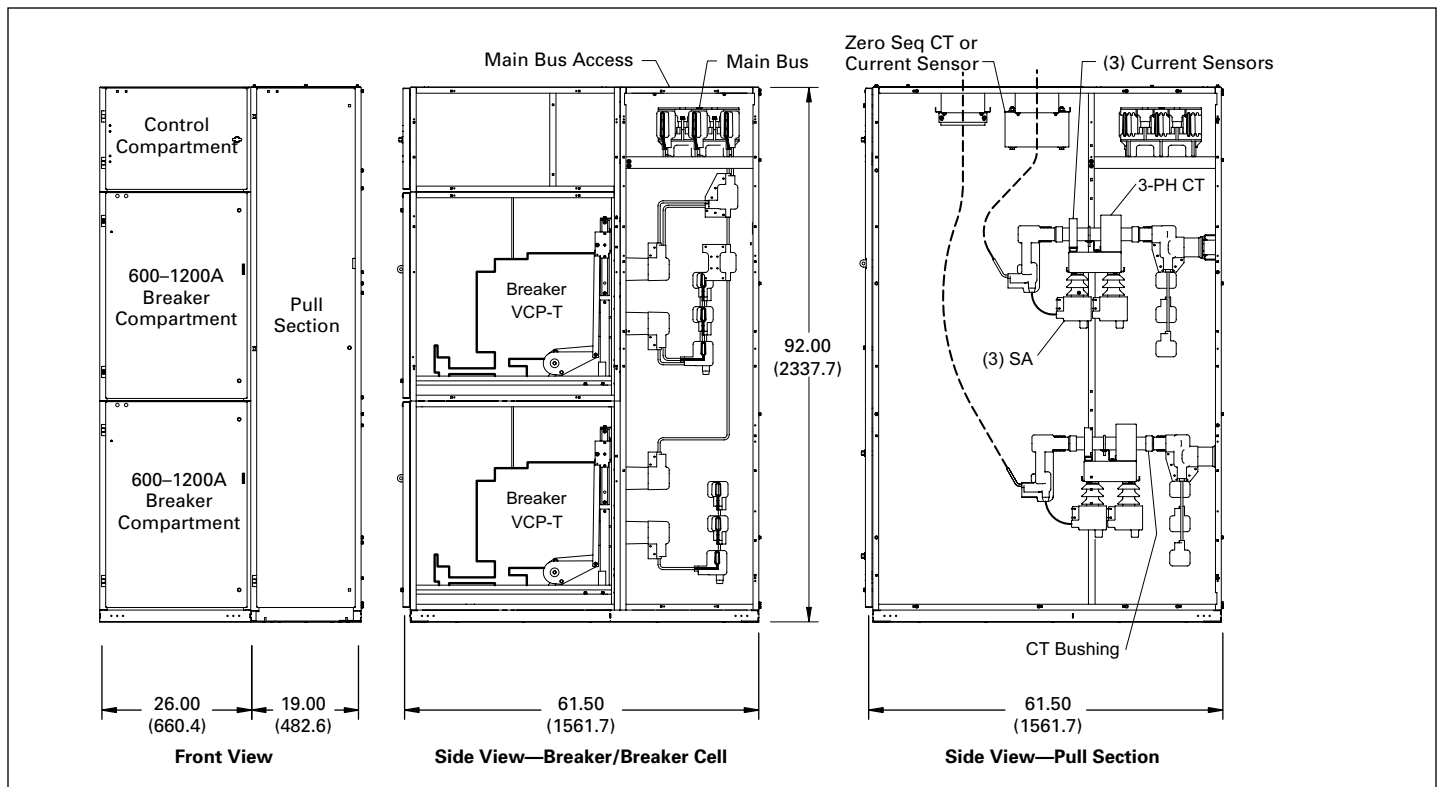 Control
Compartment
600–1200A
Breaker
Compartment
600–1200A
Breaker
Compartment
Pull
Section
26.00
(660.4)
19.00
(482.6)
Front View
Main Bus Access
Main Bus
Breaker
VCP-T
Breaker
VCP-T
92.00
(2337.7)
61.50
(1561.7)
Side View—Breaker/Breaker Cell
Zero Seq CT or
Current Sensor
(3) Current Sensors
3-PH CT
(3) SA
CT Bushing
61.50
(1561.7)
Side View—Pull Section